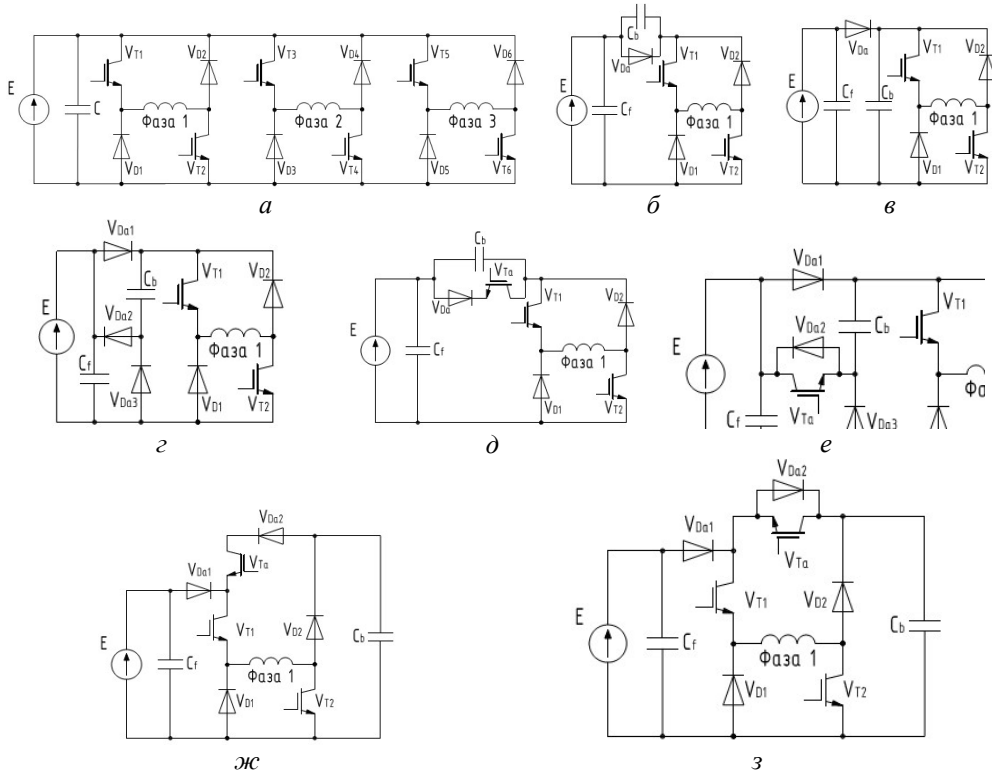 VT1 VD2 VT3 VD4 VT5 VD6
E C Фаза 1 Фаза 2 Фаза 3
VD1 VT2 VD3 VT4 VD5 VT6
а
Cb
VDa VT1 VD2
E Cf Фаза 1
VD1 VT2
б
VDa VT1 VD2
E Cf Cb Фаза 1
VD1 VT2
в
VDa1
Cb VT1 VD2
E VDa2 Фаза 1
Cf VDa3 VD1 VT2
г
Cb
VTa
VDa VT1 VD2
E Cf Фаза 1
VD1 VT2
д
VDa1
VT1
VDa2 Cb
E Фа
Cf VTa VDa3
е
VDa2
VTa
VDa1
VT1 VD2 Cb
E Cf Фаза 1
VD1 VT2
ж
VDa2
VDa1
VTa
VT1 VD2 Cb
E Cf Фаза 1
VD1 VT2
з